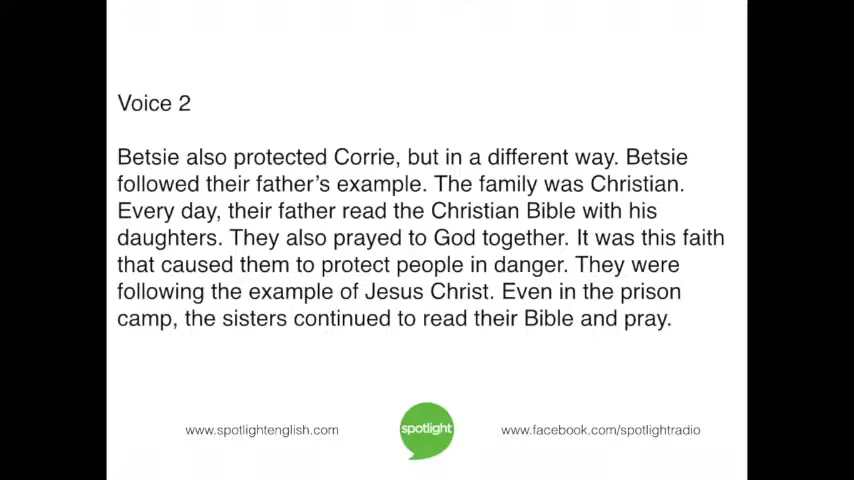 Voice 2
Betsie also protected Corrie, but in a different way. Betsie
followed their father’s example. The family was Christian.
Every day, their father read the Christian Bible with his
daughters. They also prayed to God together. It was this faith
that caused them to protect people in danger. They were
following the example of Jesus Christ. Even in the prison
camp, the sisters continued to read their Bible and pray.
www.spotlightenglish.com
spotlight
www.facebook.com/spotlightradio